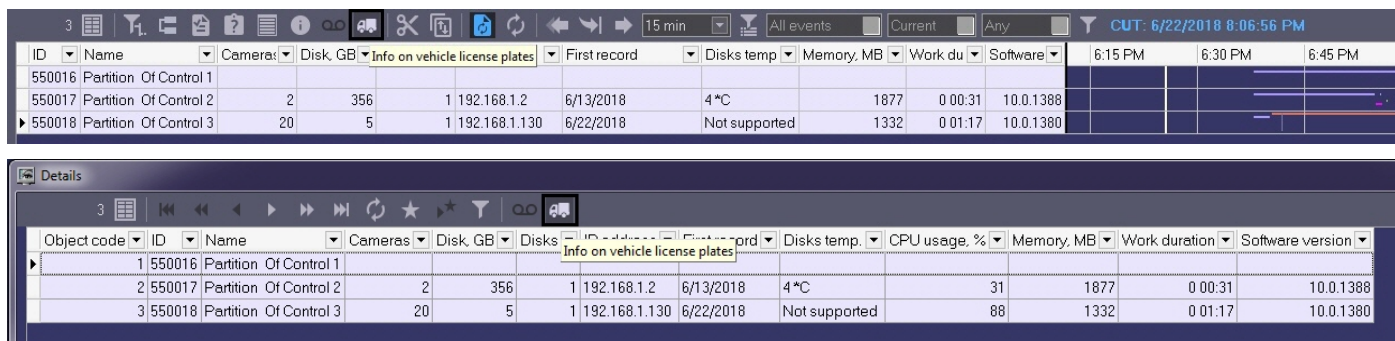 3 15 min All events Current Any CUT: 6/22/2018 8:06:56 PM
ID Name Cameras Disk, GB Info on vehicle license plates First record Disks temp Memory, MB Work du Software 6:15 PM 6:30 PM 6:45 PM
550016 Partition Of Control 1
550017 Partition Of Control 2 2 356 1 192.168.1.2 6/13/2018 4 *C 1877 0 00:31 10.0.1388
550018 Partition Of Control 3 20 5 1 192.168.1.130 6/22/2018 Not supported 1332 0 01:17 10.0.1380
Details
3
Object code ID Name Cameras Disk, GB Disks IP address First record Disks temp. CPU usage, % Memory, MB Work duration Software version
Info on vehicle license plates
1 550016 Partition Of Control 1
2 550017 Partition Of Control 2 2 356 1 192.168.1.2 6/13/2018 4 *C 31 1877 0 00:31 10.0.1388
3 550018 Partition Of Control 3 20 5 1 192.168.1.130 6/22/2018 Not supported 88 1332 0 01:17 10.0.1380